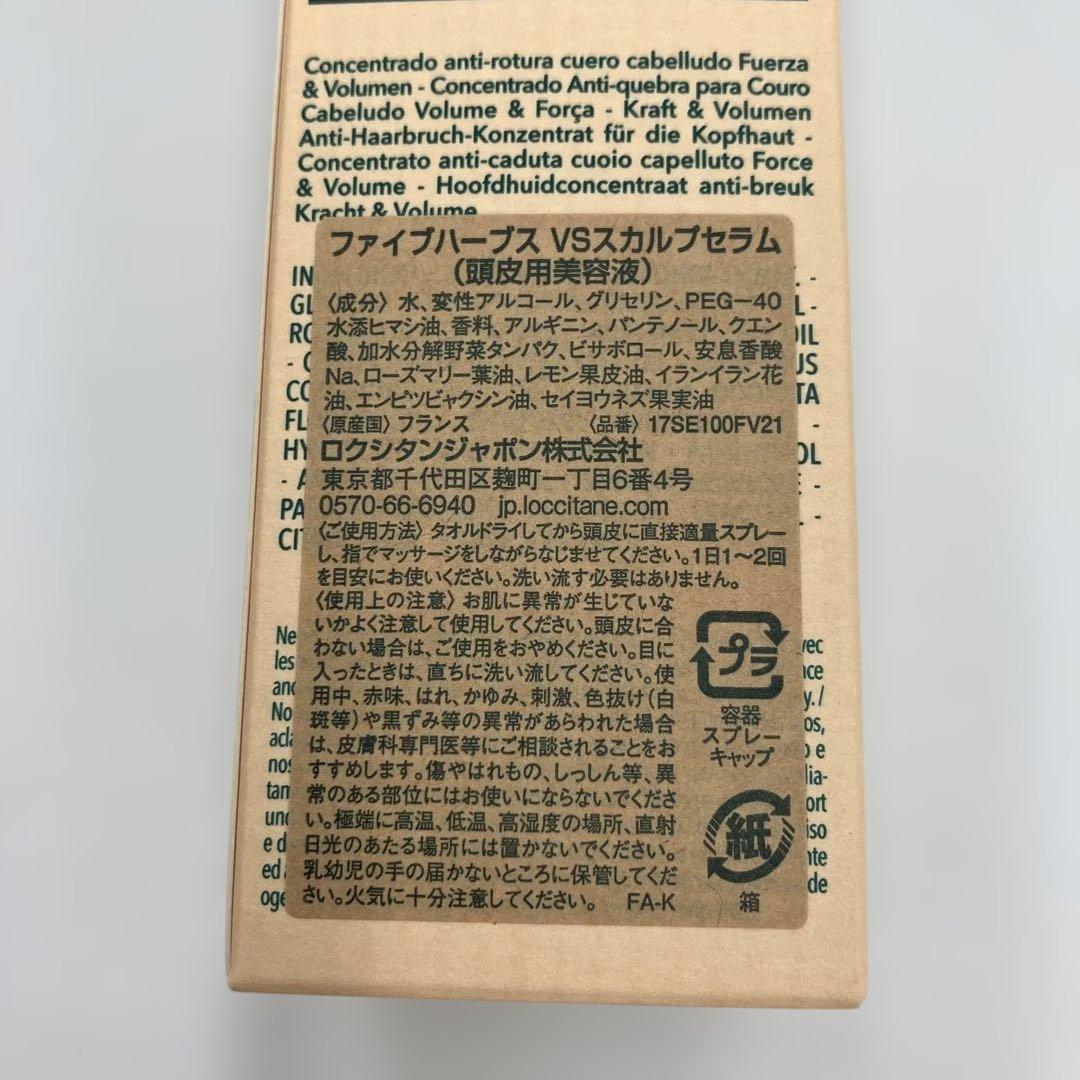 Concentrado anti-rotura cuero cabelludo Fuerza
& Volumen - Concentrado Anti-quebra para Couro
Cabeludo Volume & Força - Kraft & Volumen
Anti-Haarbruch-Konzentrat für die Kopfhaut -
Concentrato anti-caduta cuoio capelluto Force
& Volume - Hoofdhuidconcentraat anti-breuk
Kracht & Volume
ファイブハーブス VSスカルプセラム
(頭皮用美容液)
〈成分〉水、変性アルコール、グリセリン、PEG-40
水添ヒマシ油、香料、アルギニン、パンテノール、クエン
酸、加水分解野菜タンパク、ビサボロール、安息香酸
Na、ローズマリー葉油、レモン果皮油、イランイラン花
油、エンピツビャクシン油、セイヨウネズ果実油
〈原産国〉フランス 〈品番〉17SE100FV21
ロクシタンジャポン株式会社
東京都千代田区麹町一丁目6番4号
0570-66-6940 jp.loccitane.com
〈ご使用方法〉タオルドライしてから頭皮に直接適量スプレー
し、指でマッサージをしながらなじませてください。1日1~2回
を目安にお使いください。洗い流す必要はありません。
〈使用上の注意〉お肌に異常が生じていな
いかよく注意して使用してください。頭皮に合
わない場合は、ご使用をおやめください。目に
入ったときは、直ちに洗い流してください。使
用中、赤味、はれ、かゆみ、刺激、色抜け(白
斑等)や黒ずみ等の異常があらわれた場合
は、皮膚科専門医等にご相談されることをお
すすめします。傷やはれもの、しっしん等、異
常のある部位にはお使いにならないでくださ
い。極端に高温、低温、高湿度の場所、直射
日光のあたる場所には置かないでください。
乳幼児の手の届かないところに保管してくだ
さい。火気に十分注意してください。 FA-K
プラ
容器
スプレー
キャップ
紙
箱